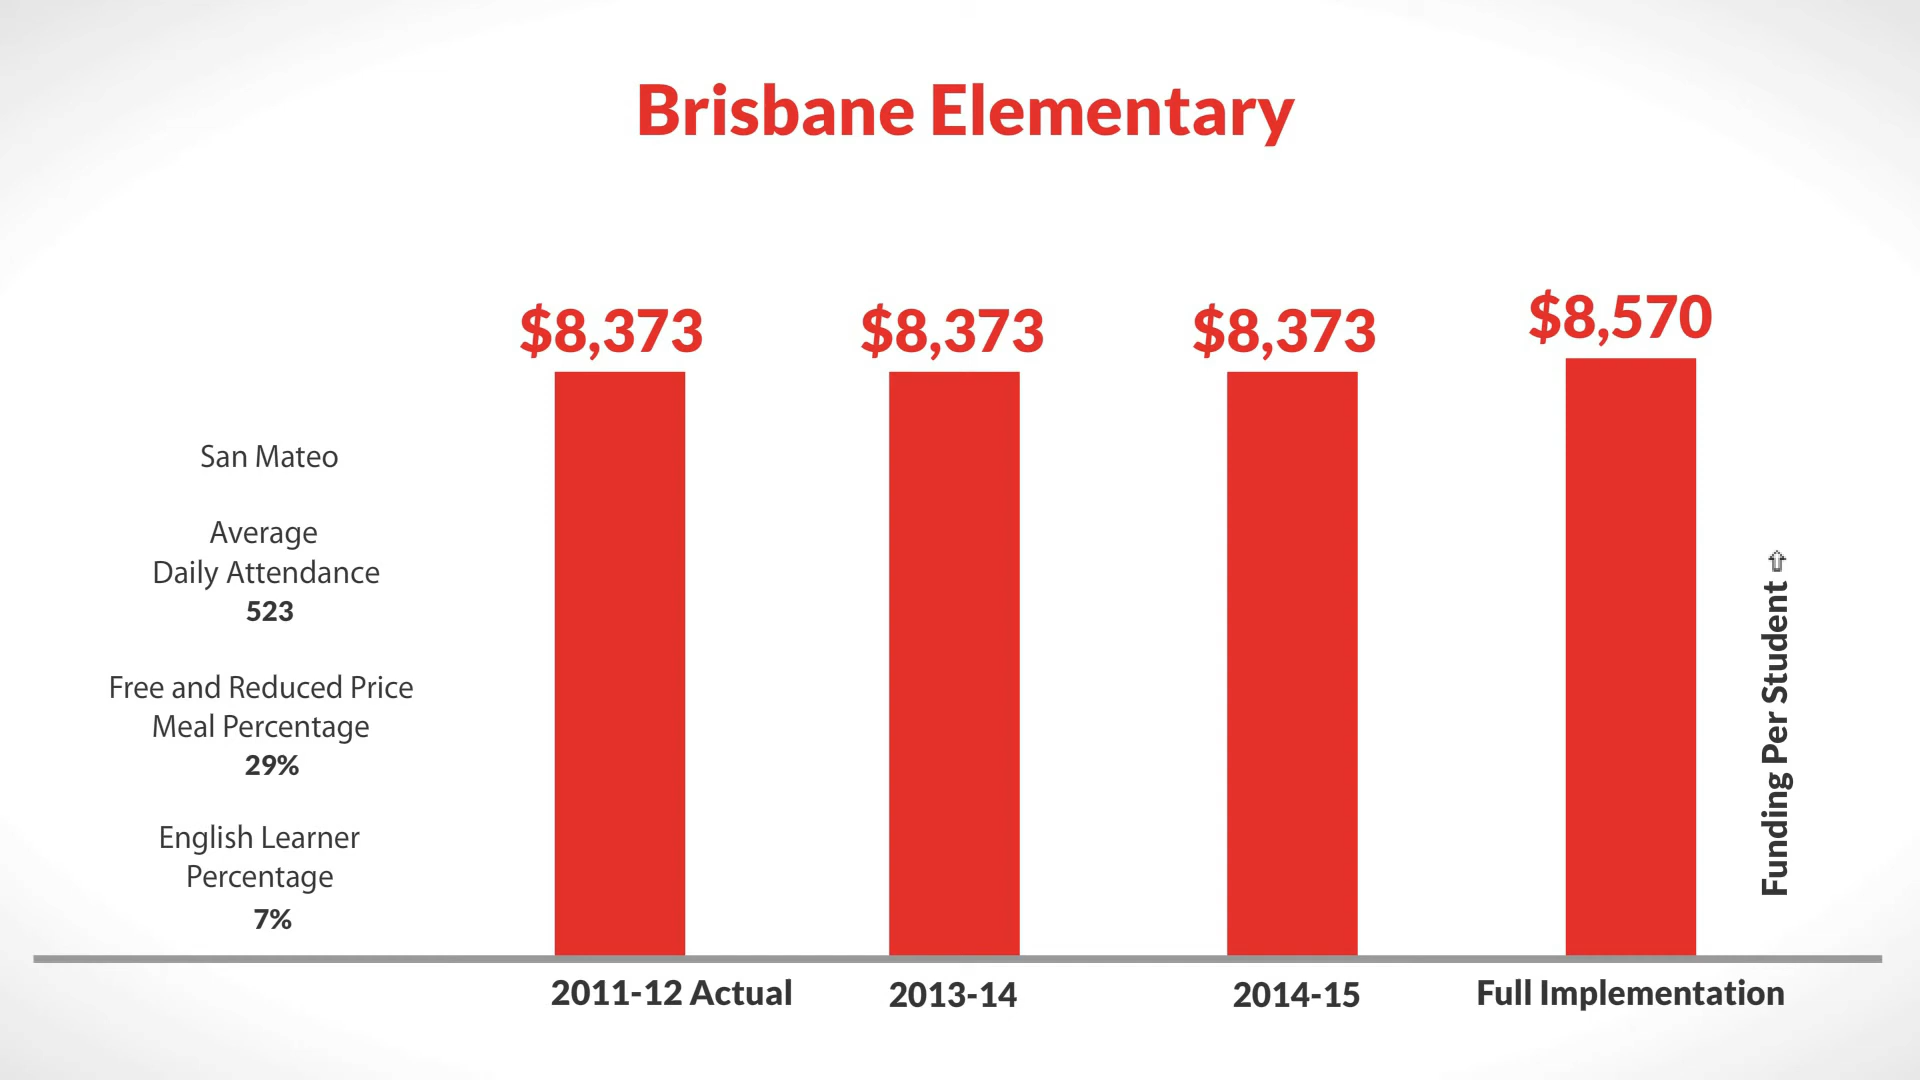 Brisbane Elementary
$8,373
$8,373
$8,373
$8,570
San Mateo
Average
Daily Attendance
523
Free and Reduced Price
Meal Percentage
29%
English Learner
Percentage
7%
Funding Per Student ⇧
2011-12 Actual
2013-14
2014-15
Full Implementation